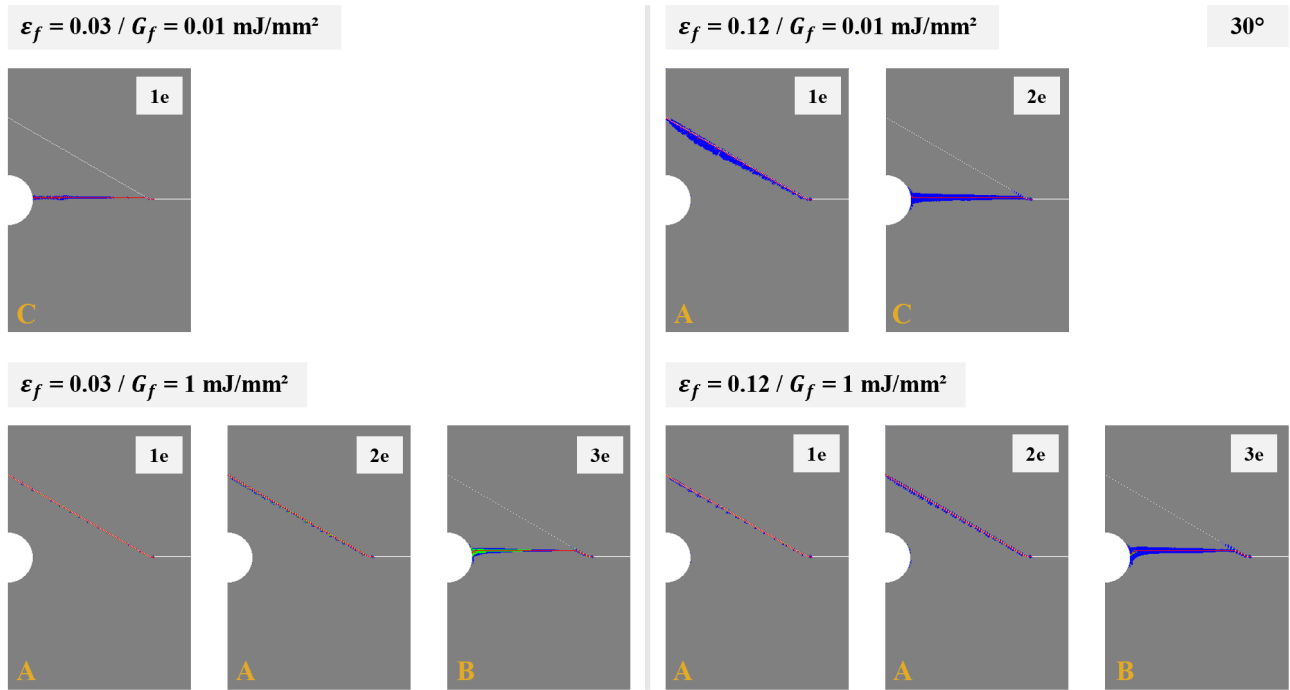 ε_f = 0.03 / G_f = 0.01 mJ/mm²
1e
C
ε_f = 0.12 / G_f = 0.01 mJ/mm²
30°
1e
2e
A
C
ε_f = 0.03 / G_f = 1 mJ/mm²
1e
2e
3e
A
A
B
ε_f = 0.12 / G_f = 1 mJ/mm²
1e
2e
3e
A
A
B